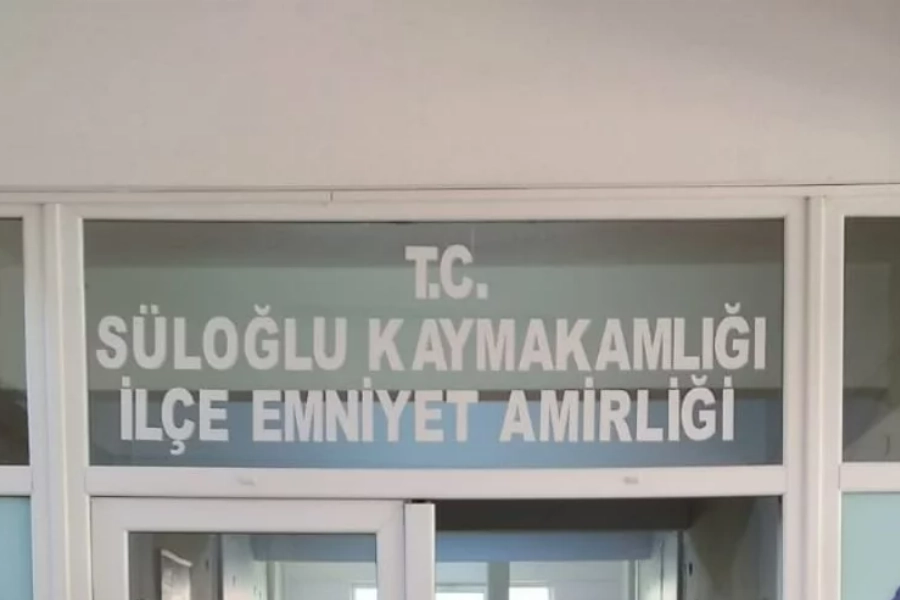 T.C.
SÜLOĞLU KAYMAKAMLIĞI
İLÇE EMNİYET AMİRLİĞİ